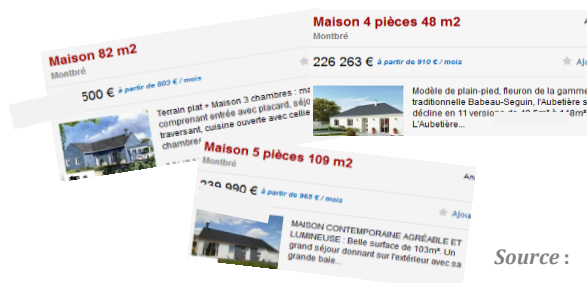 Maison 82 m2
Montbré
500 € à partir de 803 € / mois
Terrain plat + Maison 3 chambres :
comprenant entrée avec placard,
traversant, cuisine ouverte avec
Maison 4 pièces 48 m2
Montbré
226 263 € à partir de 910 € / mois
Modèle de plain-pied, fleuron de la gamme
traditionnelle Babeau-Seguin, l'Aubetière
décline en 11 versions
L'Aubetière...
Maison 5 pièces 109 m2
Montbré
239 990 € à partir de 965 € / mois
MAISON CONTEMPORAINE AGRÉABLE ET
LUMINEUSE : Belle surface de 103m². Un
grand séjour donnant sur l'extérieur avec sa
grande baie...
Source :